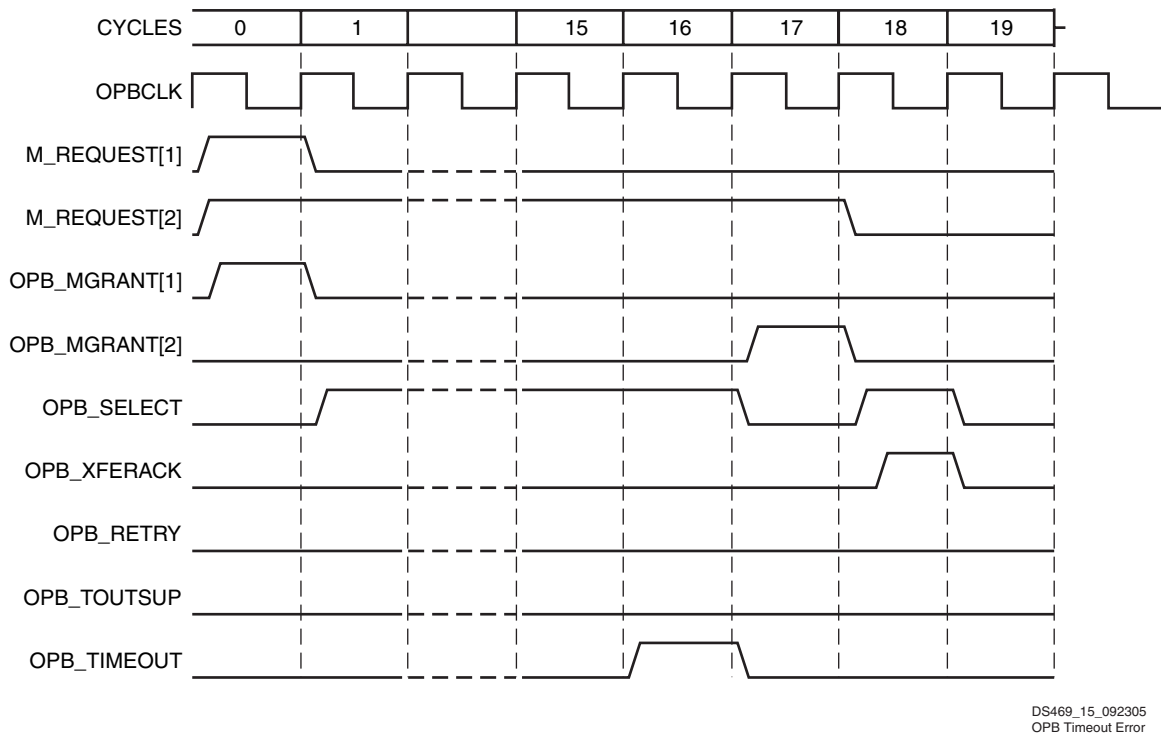 CYCLES 0 1 15 16 17 18 19
OPBCLK
M_REQUEST[1]
M_REQUEST[2]
OPB_MGRANT[1]
OPB_MGRANT[2]
OPB_SELECT
OPB_XFERACK
OPB_RETRY
OPB_TOUTSUP
OPB_TIMEOUT
DS469_15_092305
OPB Timeout Error